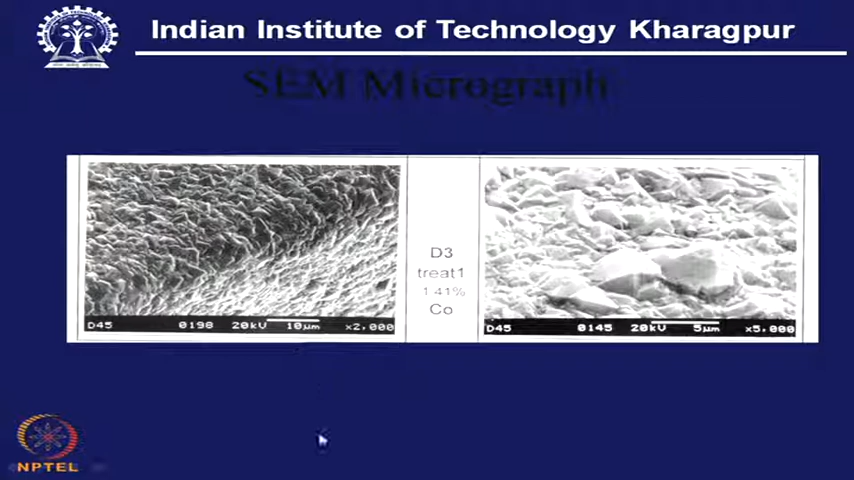 Indian Institute of Technology Kharagpur
SEM Micrograph
D3
treat1
1.41%
Co
D45 0198 20kV 10µm x2,000
D45 0145 20kV 5µm x5,000
NPTEL